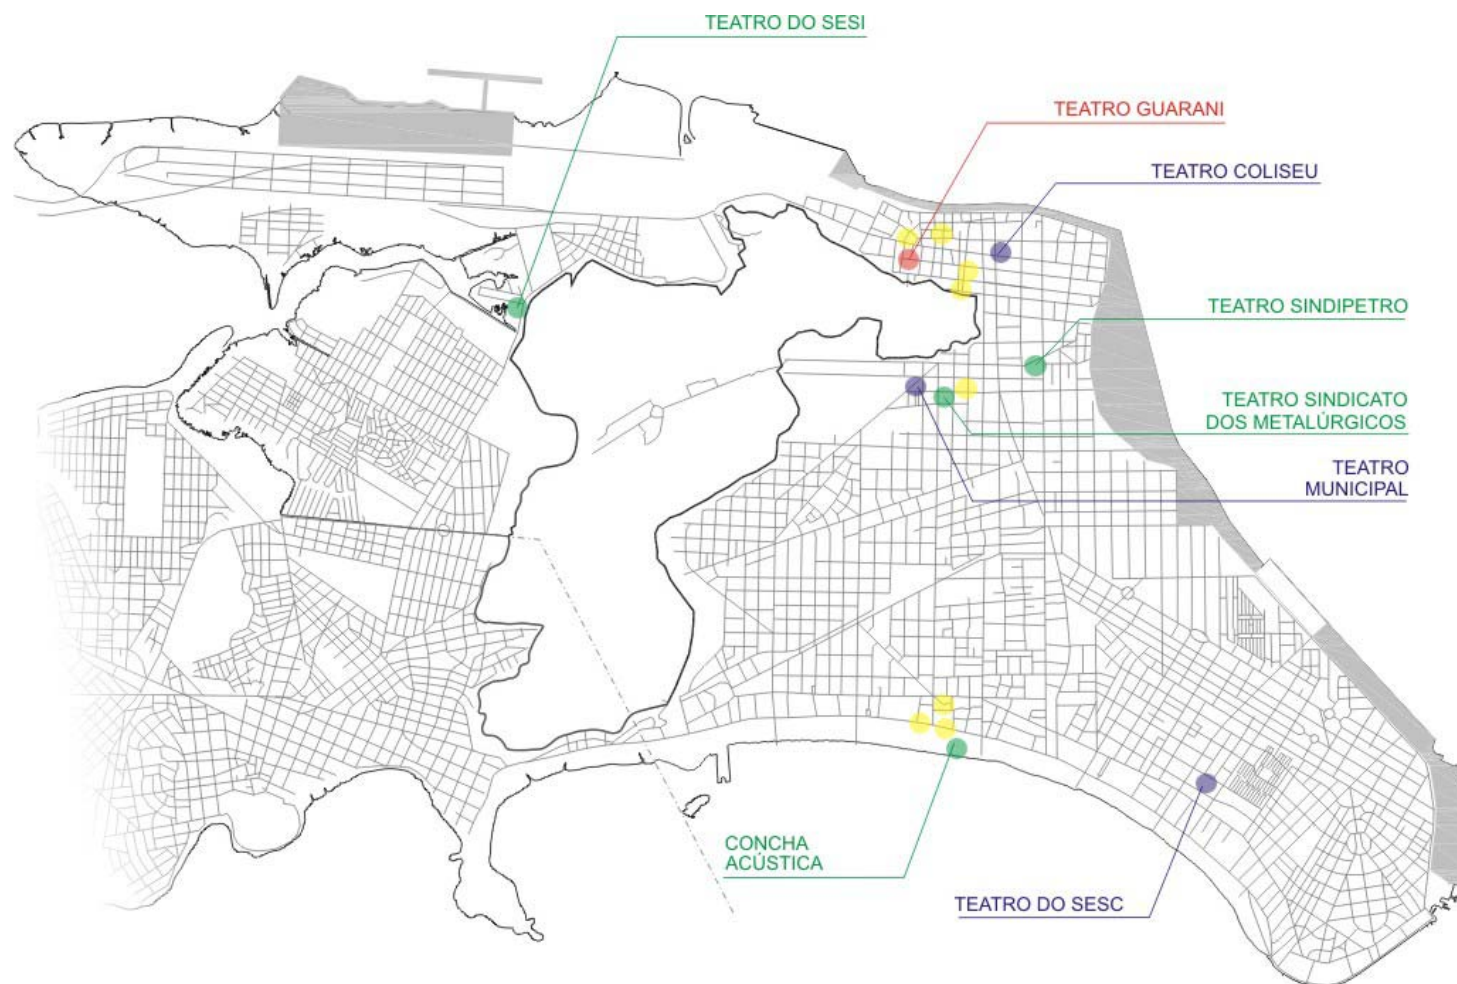 TEATRO DO SESI
TEATRO GUARANI
TEATRO COLISEU
TEATRO SINDIPETRO
TEATRO SINDICATO
DOS METALÚRGICOS
TEATRO
MUNICIPAL
CONCHA
ACÚSTICA
TEATRO DO SESC